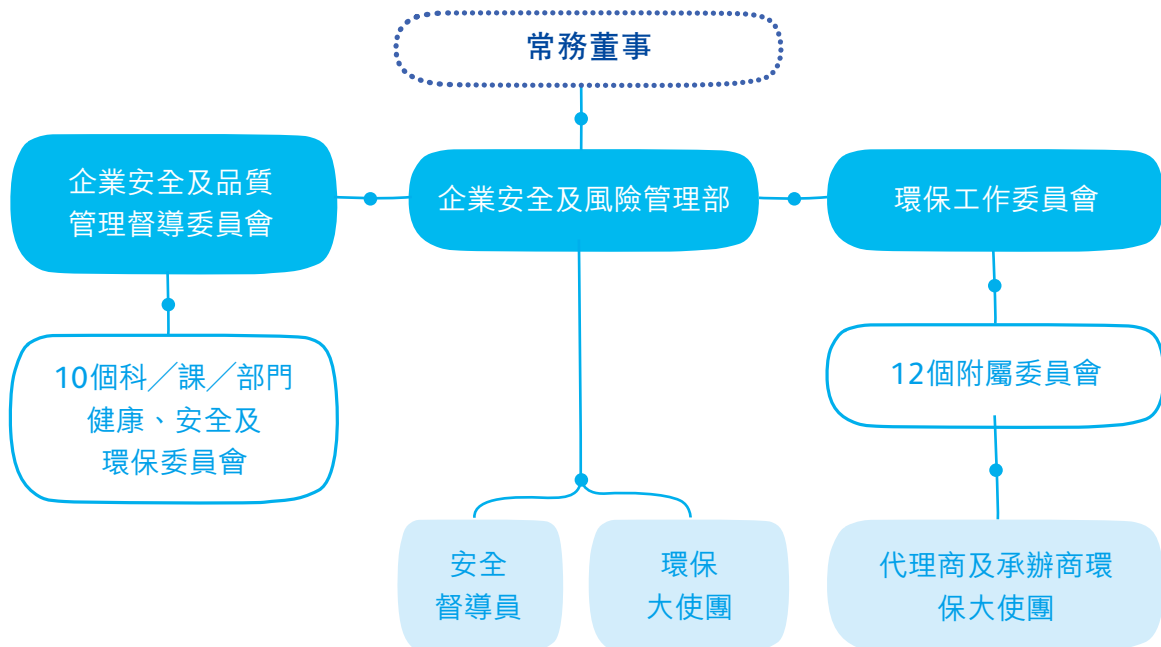 常務董事
企業安全及品質
管理督導委員會
企業安全及風險管理部
環保工作委員會
10個科╱課╱部門
健康、安全及
環保委員會
12個附屬委員會
安全
督導員
環保
大使團
代理商及承辦商環
保大使團